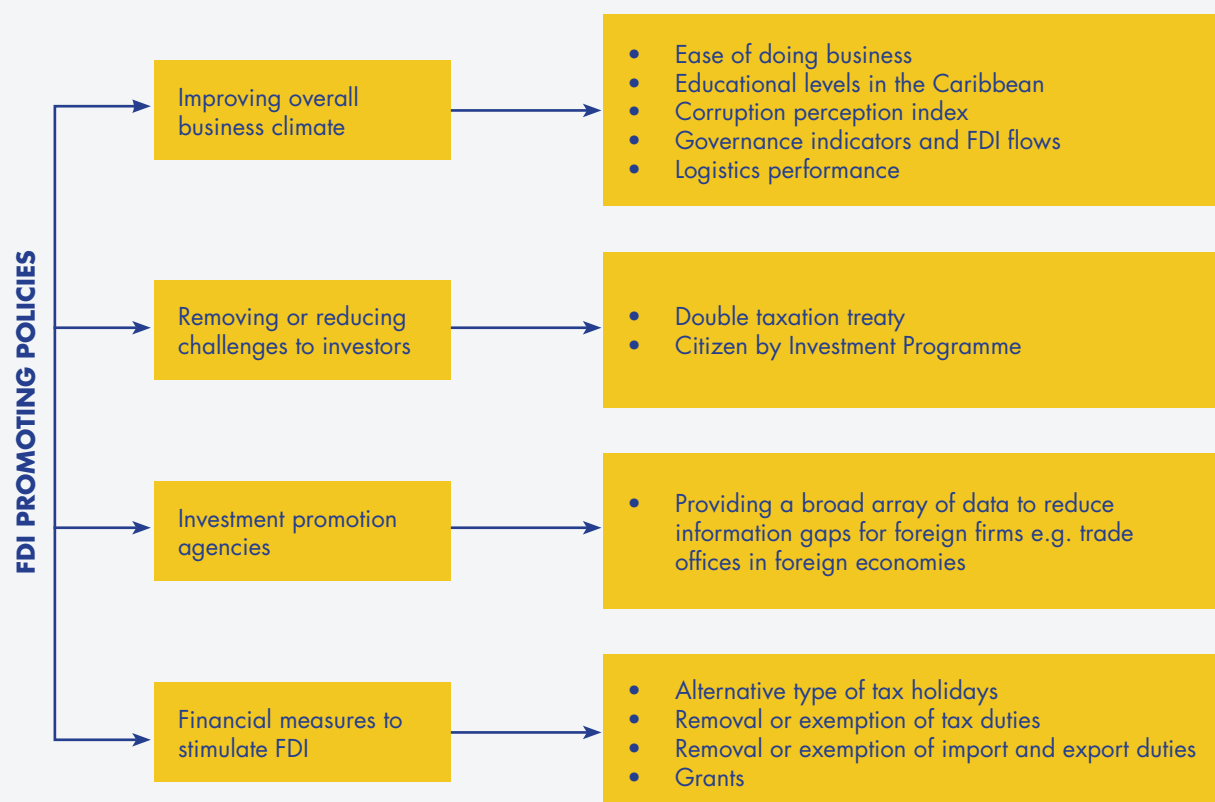 FDI PROMOTING POLICIES
Improving overall
business climate
• Ease of doing business
• Educational levels in the Caribbean
• Corruption perception index
• Governance indicators and FDI flows
• Logistics performance
Removing or reducing
challenges to investors
• Double taxation treaty
• Citizen by Investment Programme
Investment promotion
agencies
• Providing a broad array of data to reduce
information gaps for foreign firms e.g. trade
offices in foreign economies
Financial measures to
stimulate FDI
• Alternative type of tax holidays
• Removal or exemption of tax duties
• Removal or exemption of import and export duties
• Grants